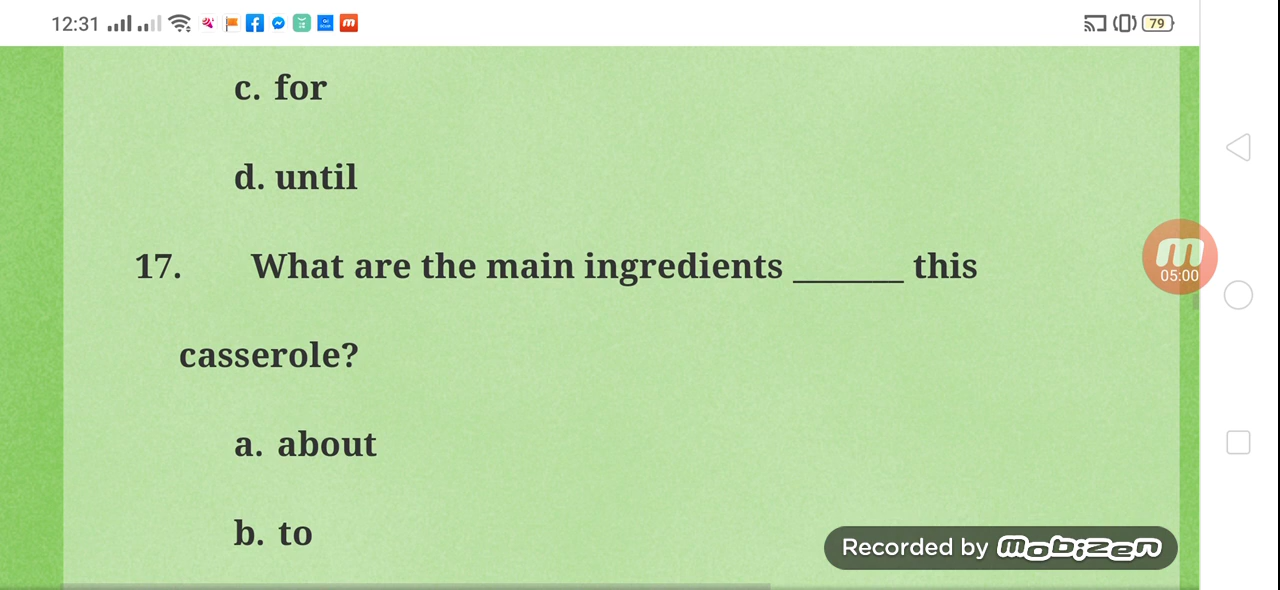 12:31 79
c. for
d. until
17. What are the main ingredients ______ this
05:00
casserole?
a. about
b. to
Recorded by mobizen